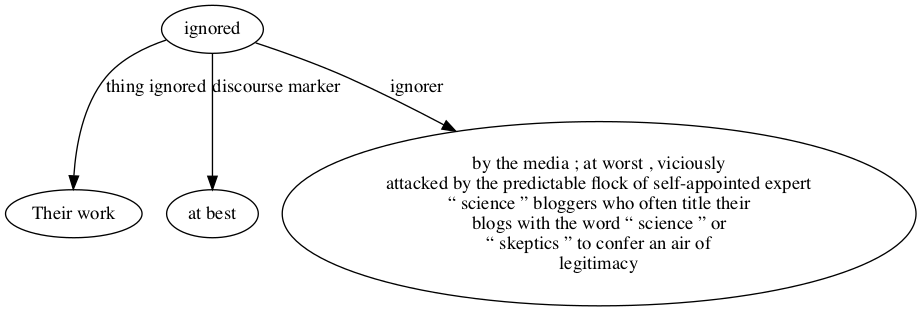 ignored
thing ignored
discourse marker
ignorer
Their work
at best
by the media ; at worst , viciously
attacked by the predictable flock of self-appointed expert
“ science ” bloggers who often title their
blogs with the word “ science ” or
“ skeptics ” to confer an air of
legitimacy